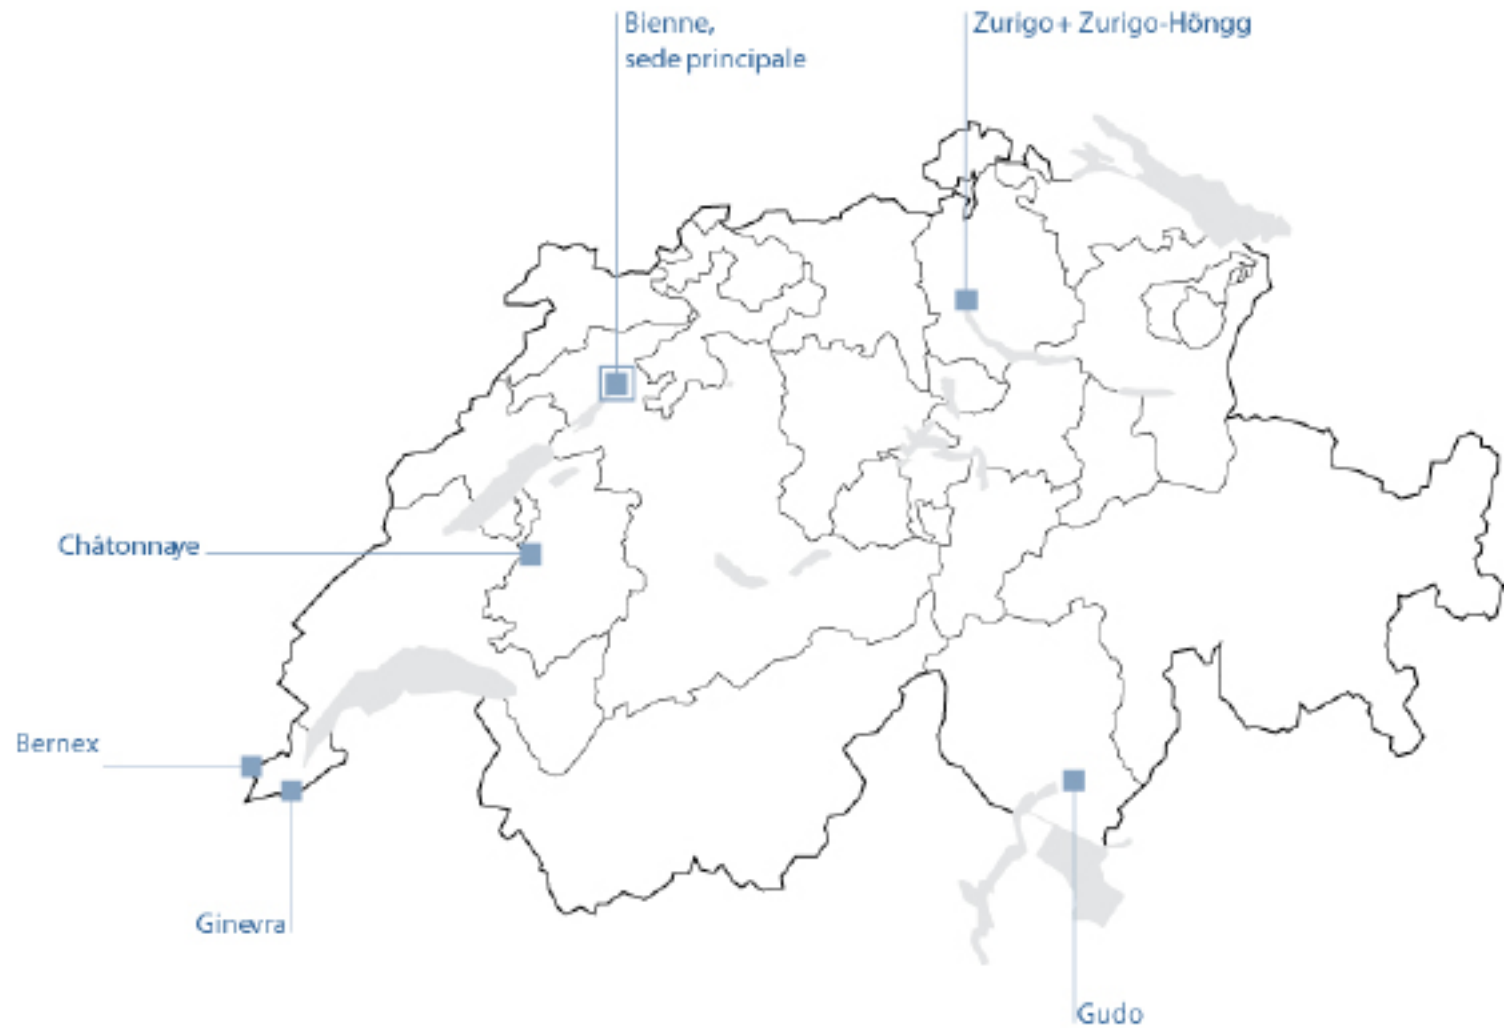 Bienne,
sede principale
Zurigo + Zurigo-Höngg
Châtonnaye
Bernex
Ginevra
Gudo